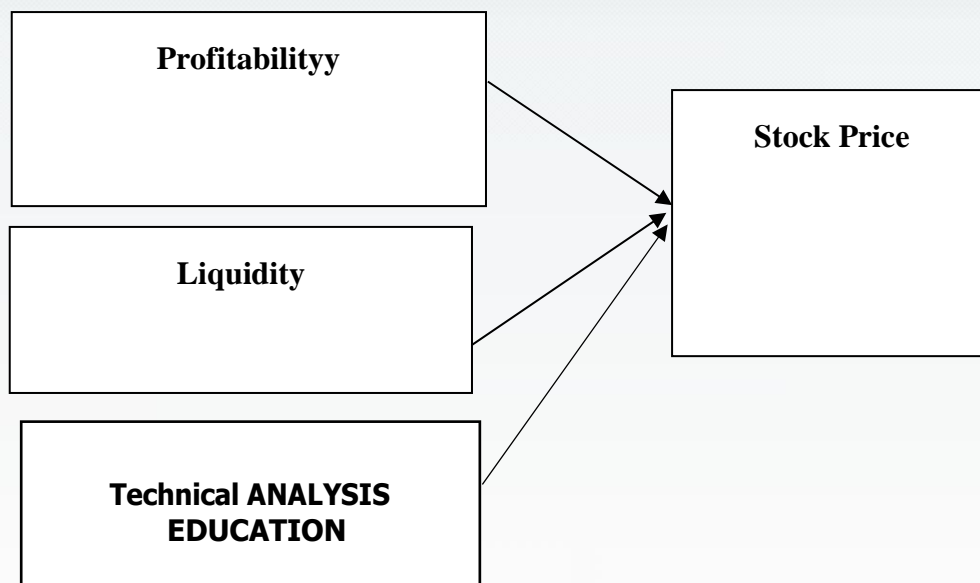 Profitabilityy
Stock Price
Liquidity
Technical ANALYSIS
EDUCATION